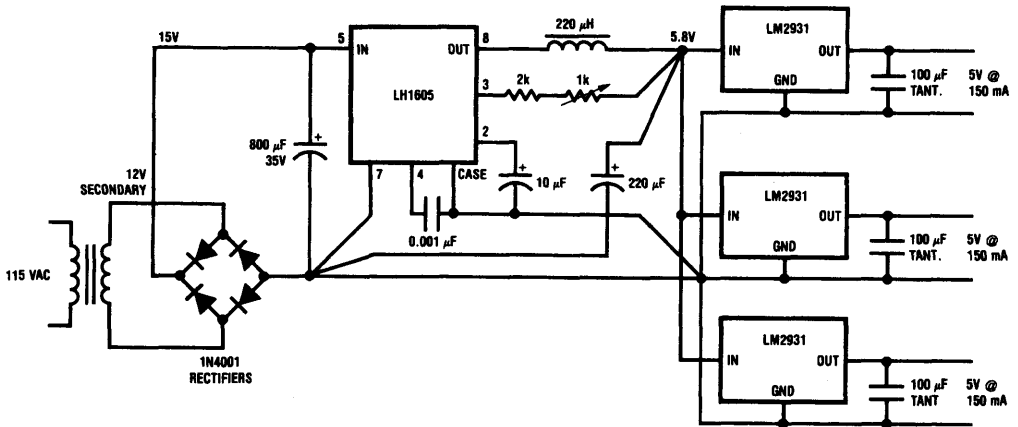 115 VAC
12V
SECONDARY
1N4001
RECTIFIERS
15V
800 μF
35V
+
5
IN
OUT
8
LH1605
3
2
7
4
CASE
0.001 μF
220 μH
2k
1k
+
10 μF
+
220 μF
5.8V
LM2931
IN
OUT
GND
100 μF
TANT.
5V @
150 mA
LM2931
IN
OUT
GND
100 μF
TANT.
5V @
150 mA
LM2931
IN
OUT
GND
100 μF
TANT
5V @
150 mA